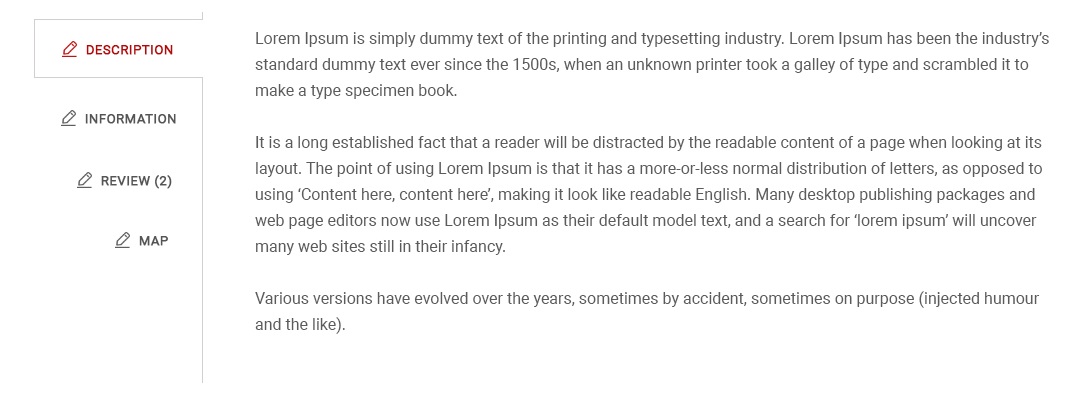 DESCRIPTION
INFORMATION
REVIEW (2)
MAP
Lorem Ipsum is simply dummy text of the printing and typesetting industry. Lorem Ipsum has been the industry’s
standard dummy text ever since the 1500s, when an unknown printer took a galley of type and scrambled it to
make a type specimen book.
It is a long established fact that a reader will be distracted by the readable content of a page when looking at its
layout. The point of using Lorem Ipsum is that it has a more-or-less normal distribution of letters, as opposed to
using ‘Content here, content here’, making it look like readable English. Many desktop publishing packages and
web page editors now use Lorem Ipsum as their default model text, and a search for ‘lorem ipsum’ will uncover
many web sites still in their infancy.
Various versions have evolved over the years, sometimes by accident, sometimes on purpose (injected humour
and the like).